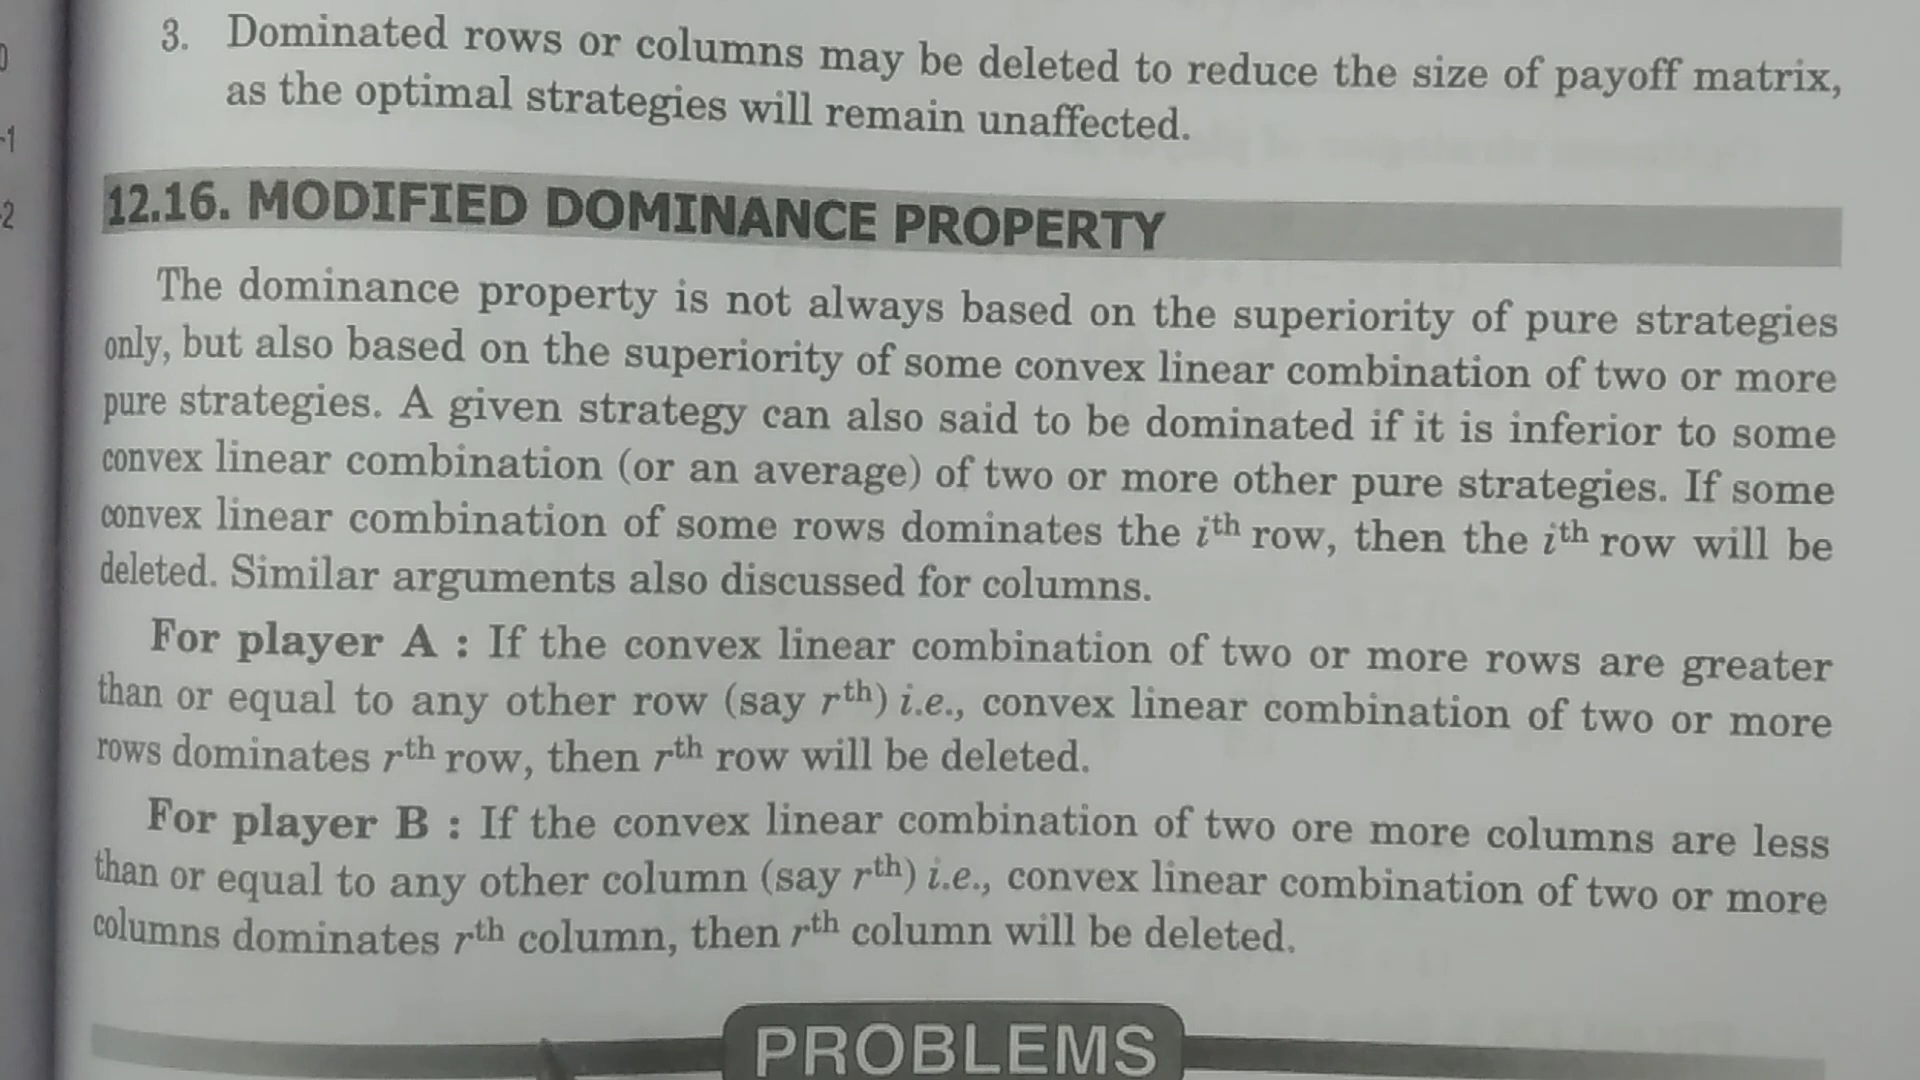 0
-1
-2
3. Dominated rows or columns may be deleted to reduce the size of payoff matrix,
as the optimal strategies will remain unaffected.
12.16. MODIFIED DOMINANCE PROPERTY
The dominance property is not always based on the superiority of pure strategies
only, but also based on the superiority of some convex linear combination of two or more
pure strategies. A given strategy can also said to be dominated if it is inferior to some
convex linear combination (or an average) of two or more other pure strategies. If some
convex linear combination of some rows dominates the iᵗʰ row, then the iᵗʰ row will be
deleted. Similar arguments also discussed for columns.
For player A : If the convex linear combination of two or more rows are greater
than or equal to any other row (say rᵗʰ) i.e., convex linear combination of two or more
rows dominates rᵗʰ row, then rᵗʰ row will be deleted.
For player B : If the convex linear combination of two ore more columns are less
than or equal to any other column (say rᵗʰ) i.e., convex linear combination of two or more
columns dominates rᵗʰ column, then rᵗʰ column will be deleted.
PROBLEMS